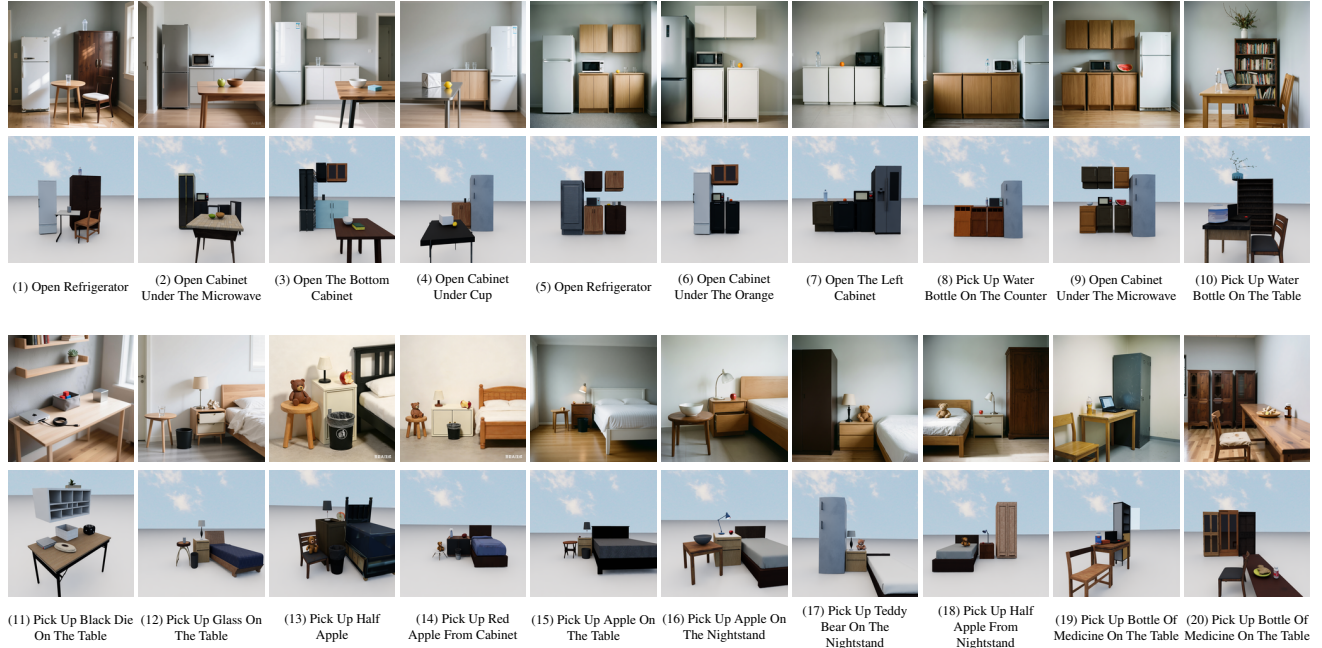 (1) Open Refrigerator
(2) Open Cabinet
Under The Microwave
(3) Open The Bottom
Cabinet
(4) Open Cabinet
Under Cup
(5) Open Refrigerator
(6) Open Cabinet
Under The Orange
(7) Open The Left
Cabinet
(8) Pick Up Water
Bottle On The Counter
(9) Open Cabinet
Under The Microwave
(10) Pick Up Water
Bottle On The Table
(11) Pick Up Black Die
On The Table
(12) Pick Up Glass On
The Table
(13) Pick Up Half
Apple
(14) Pick Up Red
Apple From Cabinet
(15) Pick Up Apple On
The Table
(16) Pick Up Apple On
The Nightstand
(17) Pick Up Teddy
Bear On The
Nightstand
(18) Pick Up Half
Apple From
Nightstand
(19) Pick Up Bottle Of
Medicine On The Table
(20) Pick Up Bottle Of
Medicine On The Table